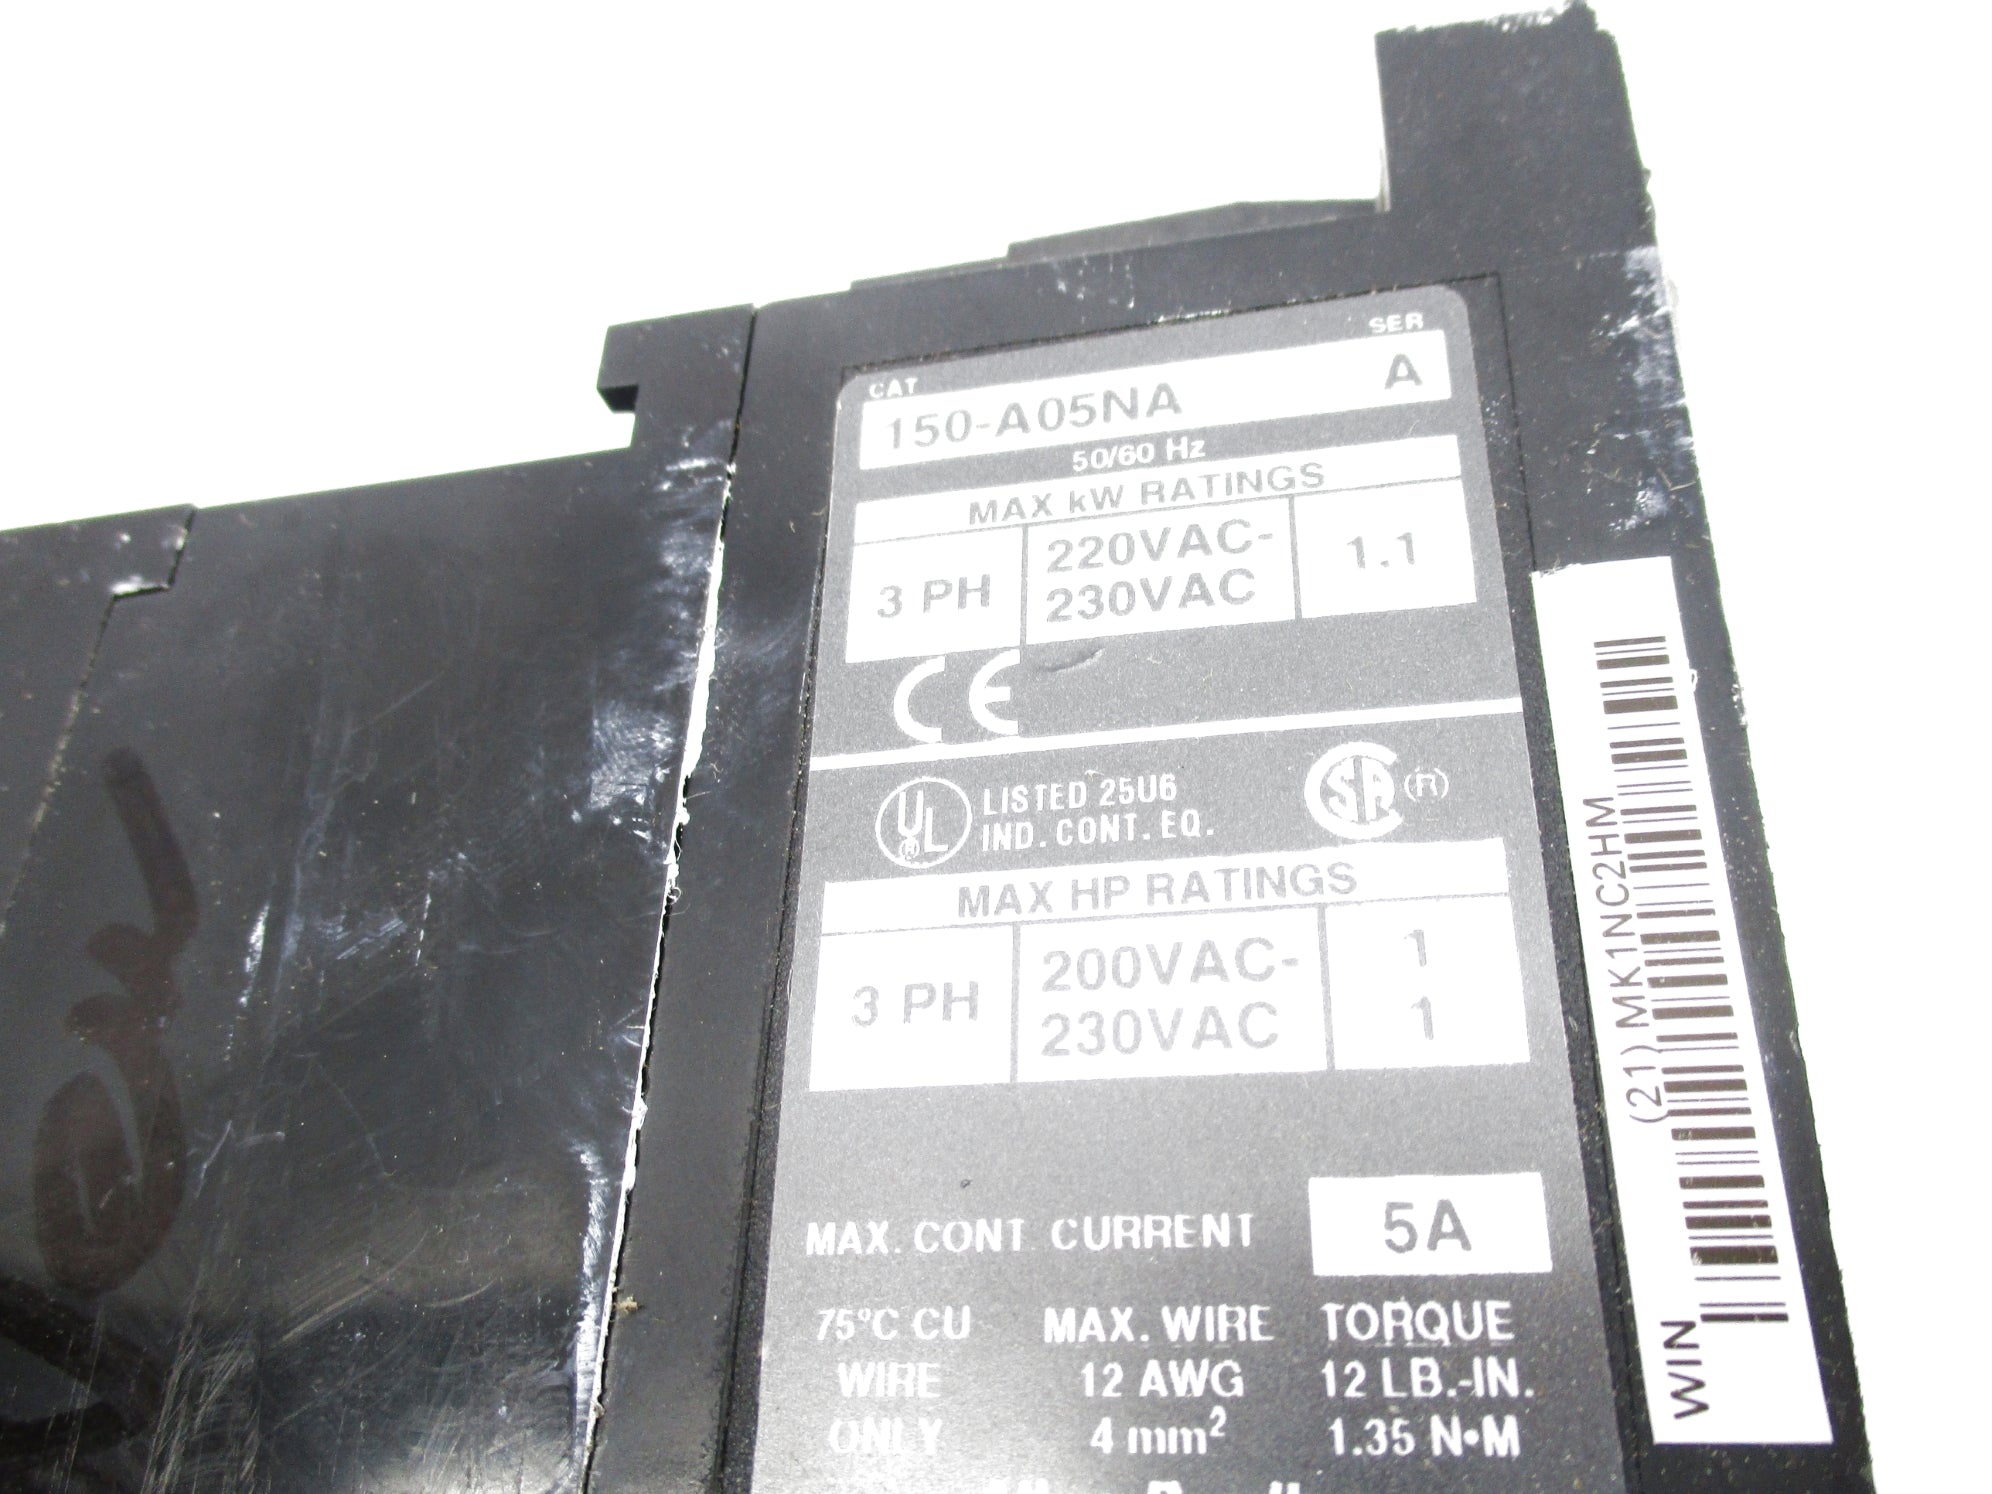 CAT SER
150-A05NA A
50/60 Hz
MAX kW RATINGS
3 PH 220VAC- 1.1
230VAC
CE
UL LISTED 25U6
IND. CONT. EQ.
SA (R)
MAX HP RATINGS
3 PH 200VAC- 1
230VAC 1
MAX. CONT. CURRENT 5A
75°C CU MAX. WIRE TORQUE
WIRE 12 AWG 12 LB.-IN.
ONLY 4 mm² 1.35 N•M
(21) MK1NC2HM
WIN